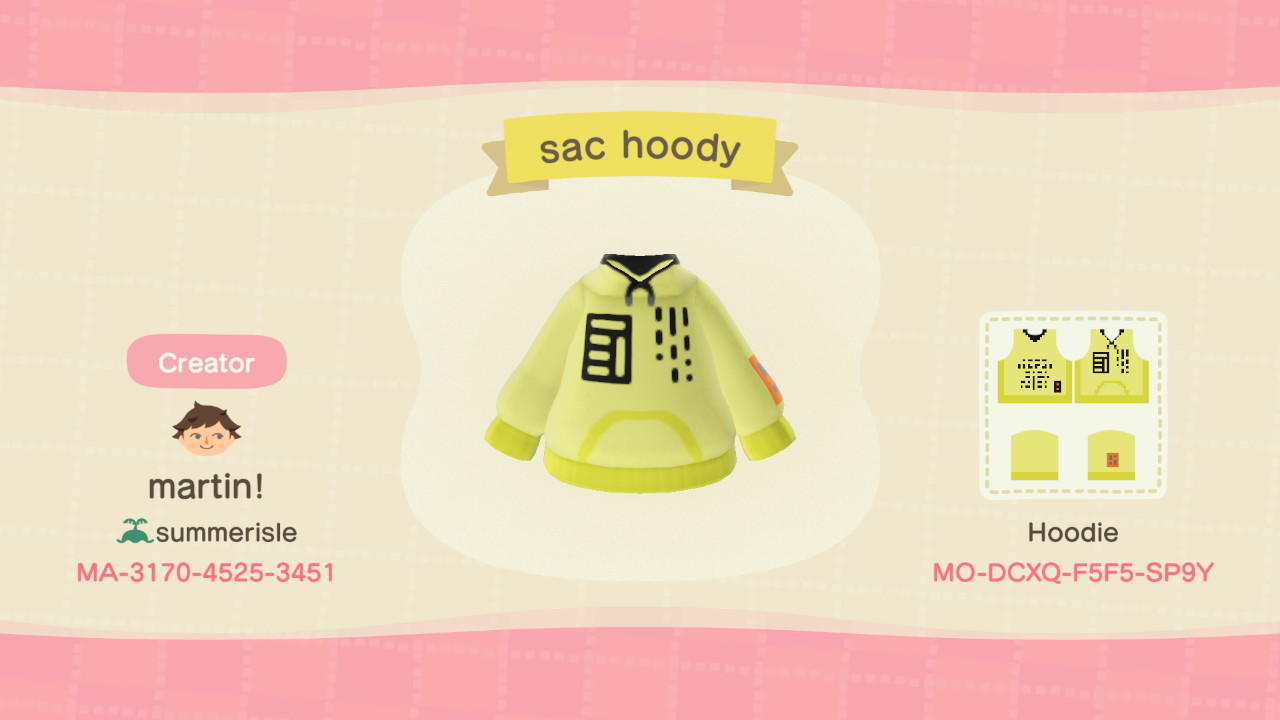 sac hoody
Creator
martin!
summerisle
MA-3170-4525-3451
Hoodie
MO-DCXQ-F5F5-SP9Y